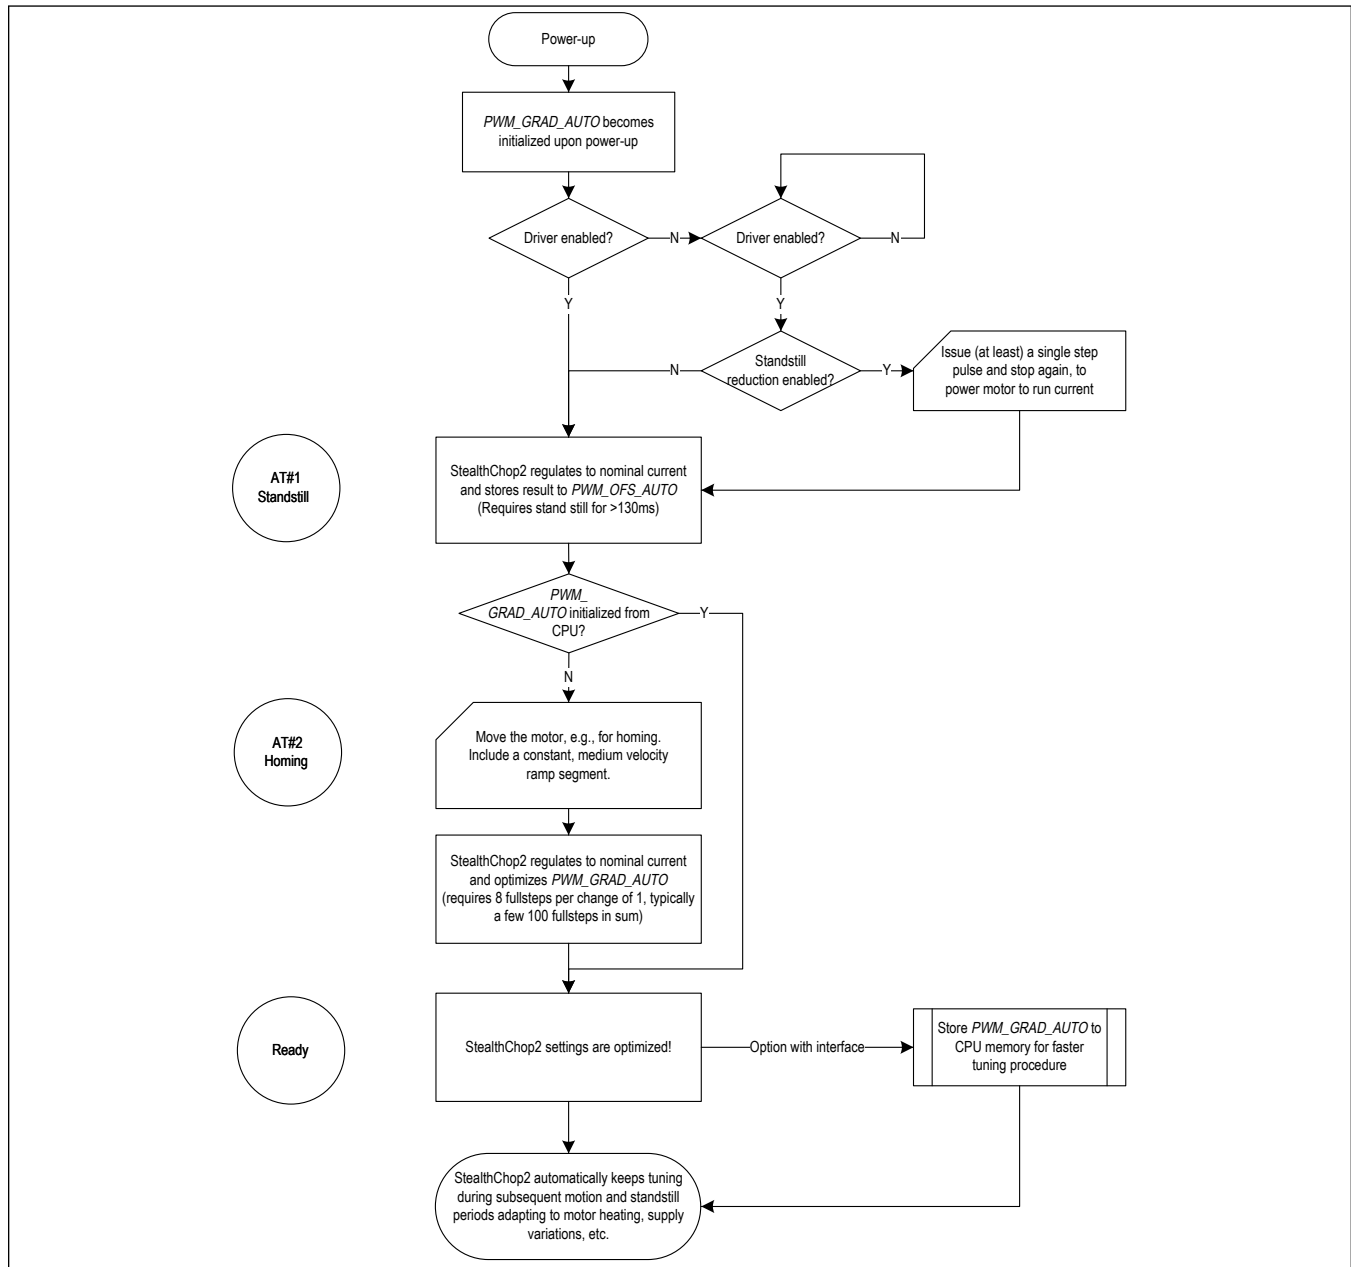 Power-up
PWM_GRAD_AUTO becomes
initialized upon power-up
Driver enabled?
N
Driver enabled?
N
Y
Y
Standstill
reduction enabled?
N
Y
Issue (at least) a single step
pulse and stop again, to
power motor to run current
AT#1
Standstill
StealthChop2 regulates to nominal current
and stores result to PWM_OFS_AUTO
(Requires stand still for >130ms)
PWM_
GRAD_AUTO initialized from
CPU?
Y
N
AT#2
Homing
Move the motor, e.g., for homing.
Include a constant, medium velocity
ramp segment.
StealthChop2 regulates to nominal current
and optimizes PWM_GRAD_AUTO
(requires 8 fullsteps per change of 1, typically
a few 100 fullsteps in sum)
Ready
StealthChop2 settings are optimized!
Option with interface
Store PWM_GRAD_AUTO to
CPU memory for faster
tuning procedure
StealthChop2 automatically keeps tuning
during subsequent motion and standstill
periods adapting to motor heating, supply
variations, etc.